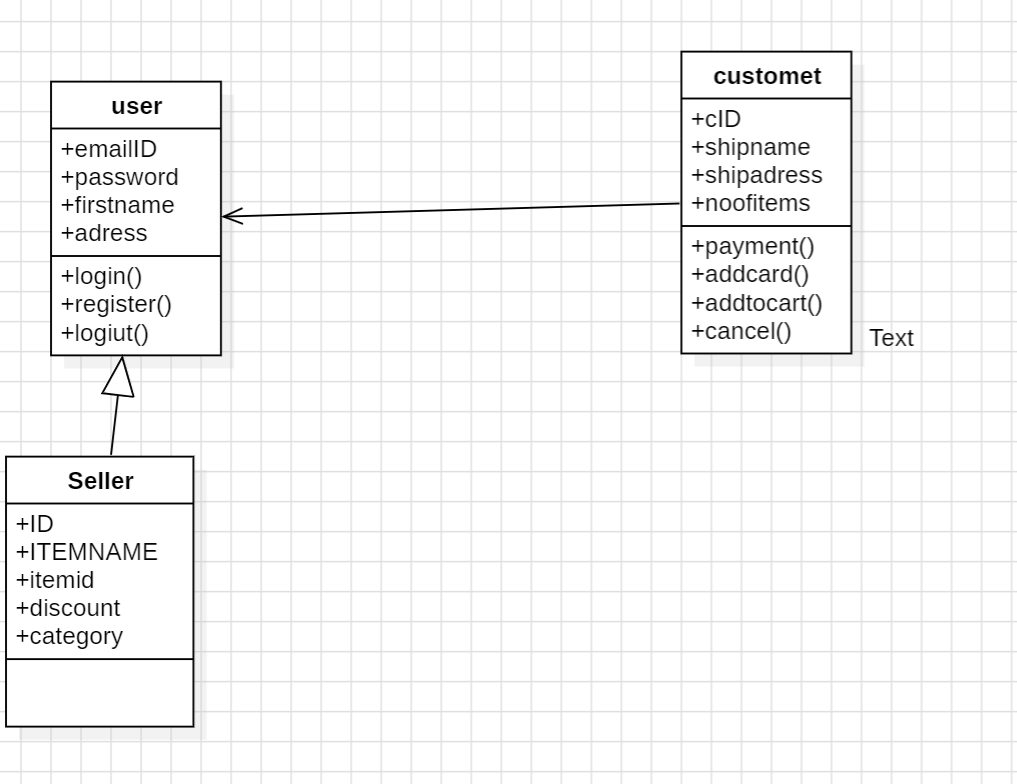 user
+emailID
+password
+firstname
+adress
+login()
+register()
+logiut()
customet
+cID
+shipname
+shipadress
+noofitems
+payment()
+addcard()
+addtocart()
+cancel()
Text
Seller
+ID
+ITEMNAME
+itemid
+discount
+category